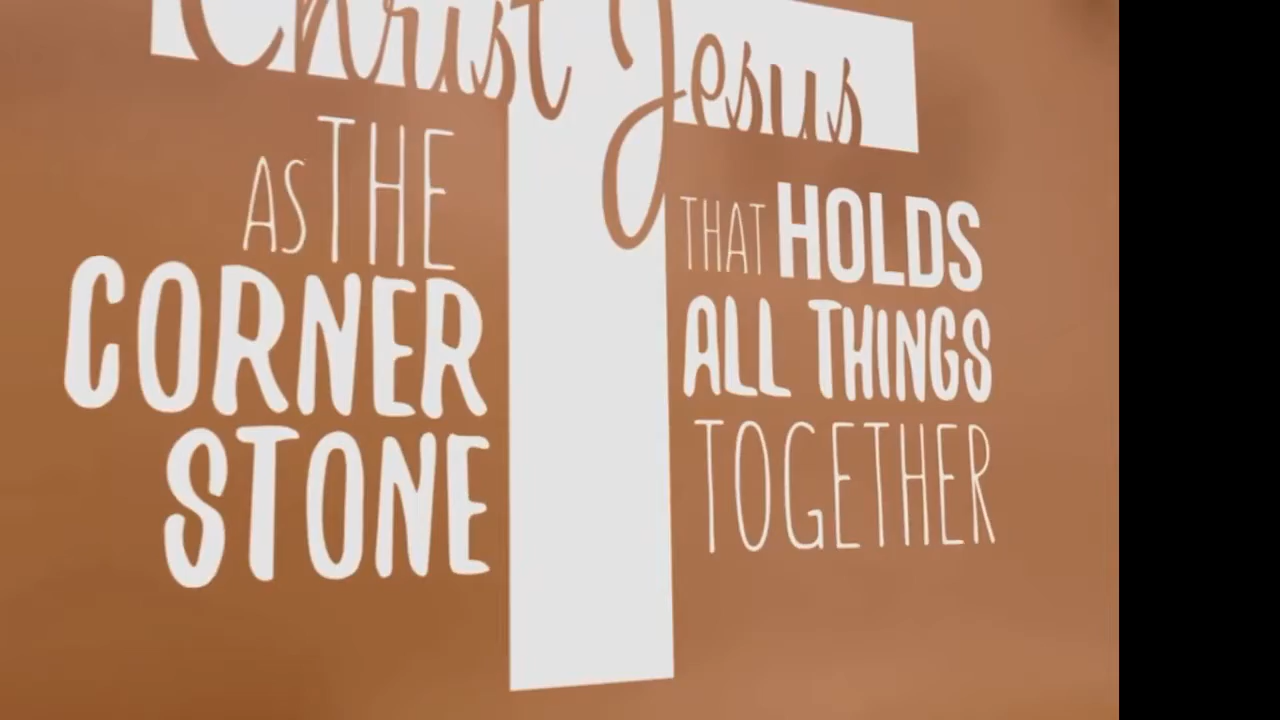 Christ Jesus
AS THE
CORNER
STONE
THAT HOLDS
ALL THINGS
TOGETHER